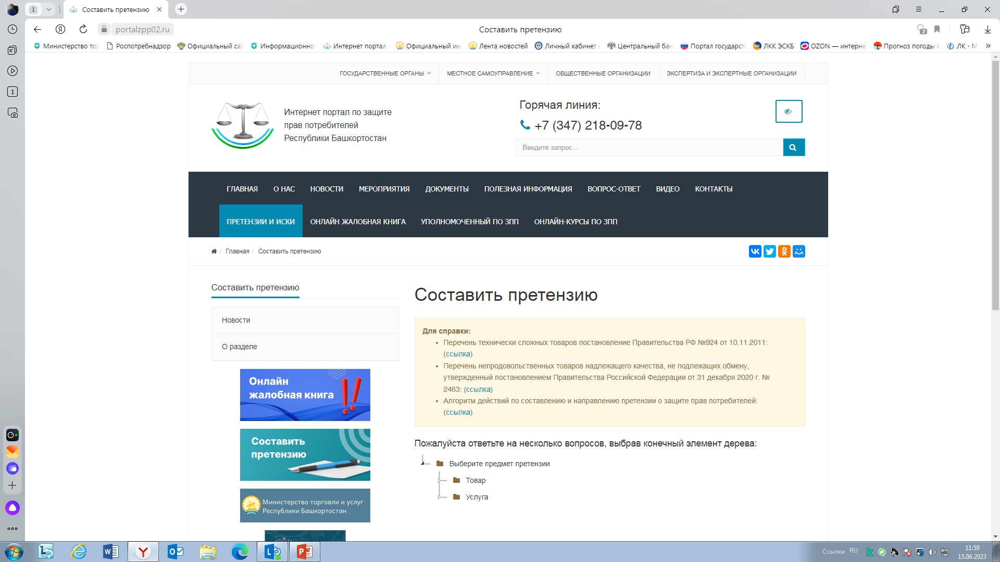 1
Составить претензию
portalzpp02.ru
Составить претензию
2
Министерство тор
Роспотребнадзор
Официальный сай
Информационно-
Интернет портал
Официальный ин
Лента новостей
Личный кабинет
Центральный бан
Портал государст
ЛКК ЭСКБ
OZON — интерне
Прогноз погоды в
ЛК - М
1
ГОСУДАРСТВЕННЫЕ ОРГАНЫ
МЕСТНОЕ САМОУПРАВЛЕНИЕ
ОБЩЕСТВЕННЫЕ ОРГАНИЗАЦИИ
ЭКСПЕРТИЗА И ЭКСПЕРТНЫЕ ОРГАНИЗАЦИИ
Интернет портал по защите
прав потребителей
Республики Башкортостан
Горячая линия:
+7 (347) 218-09-78
Введите запрос...
ГЛАВНАЯ О НАС НОВОСТИ МЕРОПРИЯТИЯ ДОКУМЕНТЫ ПОЛЕЗНАЯ ИНФОРМАЦИЯ ВОПРОС-ОТВЕТ ВИДЕО КОНТАКТЫ
ПРЕТЕНЗИИ И ИСКИ ОНЛАЙН ЖАЛОБНАЯ КНИГА УПОЛНОМОЧЕННЫЙ ПО ЗПП ОНЛАЙН-КУРСЫ ПО ЗПП
/ Главная / Составить претензию
Составить претензию
Новости
О разделе
Онлайн
жалобная книга
Составить
претензию
Министерство торговли и услуг
Республики Башкортостан
Составить претензию
Для справки:
• Перечень технически сложных товаров постановление Правительства РФ №924 от 10.11.2011:
(ссылка)
• Перечень непродовольственных товаров надлежащего качества, не подлежащих обмену,
утвержденный постановлением Правительства Российской Федерации от 31 декабря 2020 г. №
2463: (ссылка)
• Алгоритм действий по составлению и направлению претензии о защите прав потребителей:
(ссылка)
Пожалуйста ответьте на несколько вопросов, выбрав конечный элемент дерева:
Выберите предмет претензии
Товар
Услуга
Ссылки
RU
11:59
15.06.2023